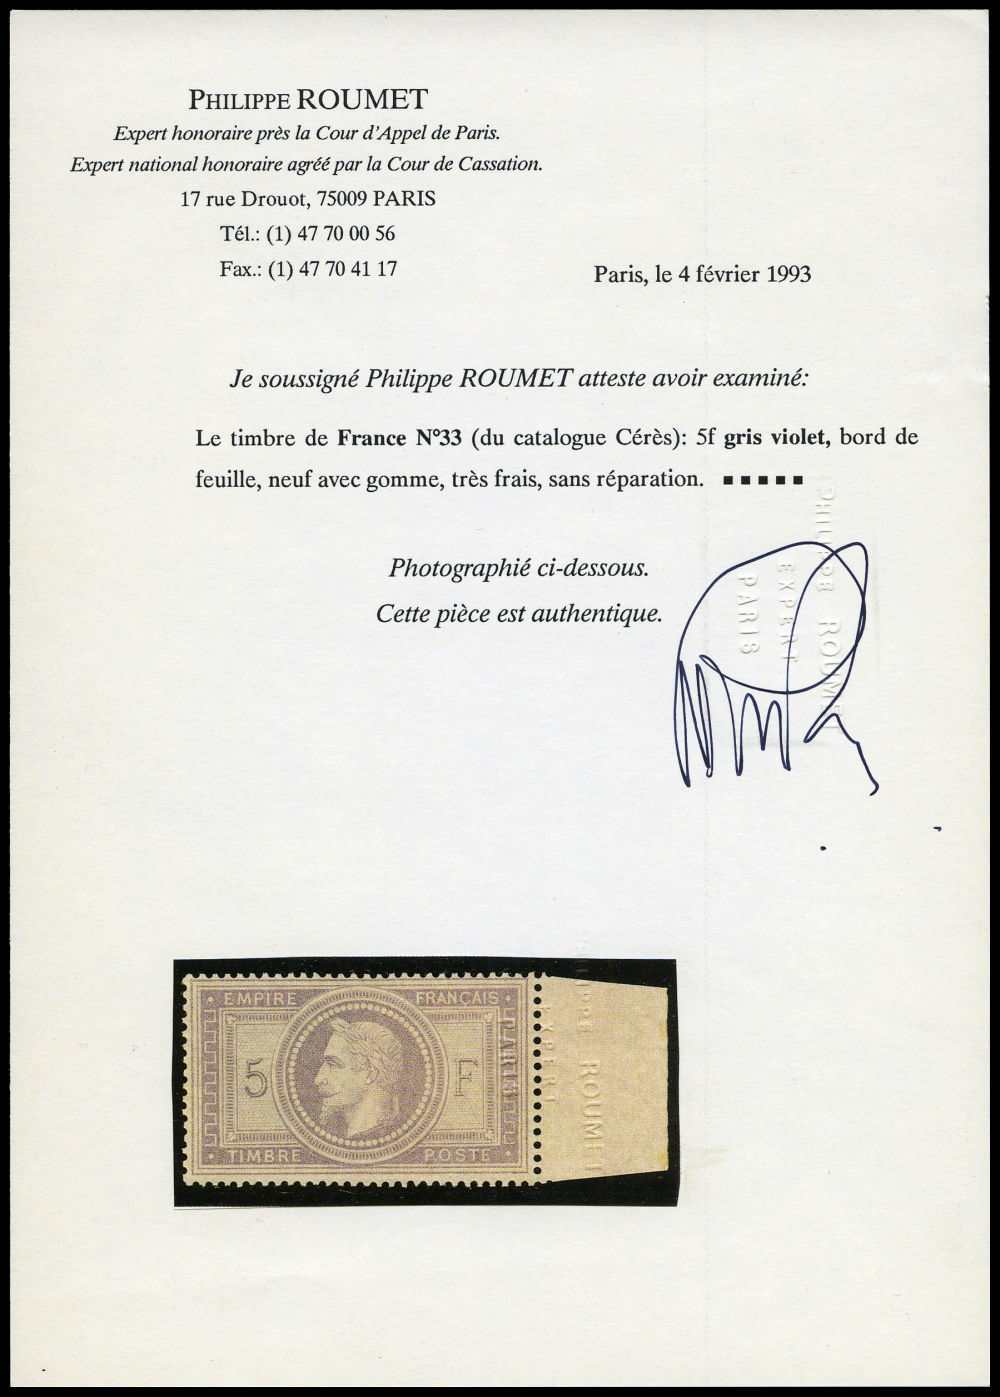 PHILIPPE ROUMET
Expert honoraire près la Cour d'Appel de Paris.
Expert national honoraire agréé par la Cour de Cassation.
17 rue Drouot, 75009 PARIS
Tél.: (1) 47 70 00 56
Fax.: (1) 47 70 41 17
Paris, le 4 février 1993
Je soussigné Philippe ROUMET atteste avoir examiné:
Le timbre de France N°33 (du catalogue Cérès): 5f gris violet, bord de
feuille, neuf avec gomme, très frais, sans réparation.
Photographié ci-dessous.
Cette pièce est authentique.
PHILIPPE ROUMET
EXPERT
PARIS
EMPIRE FRANÇAIS
5 F
TIMBRE POSTE
PHILIPPE ROUMET
EXPERT
PARIS